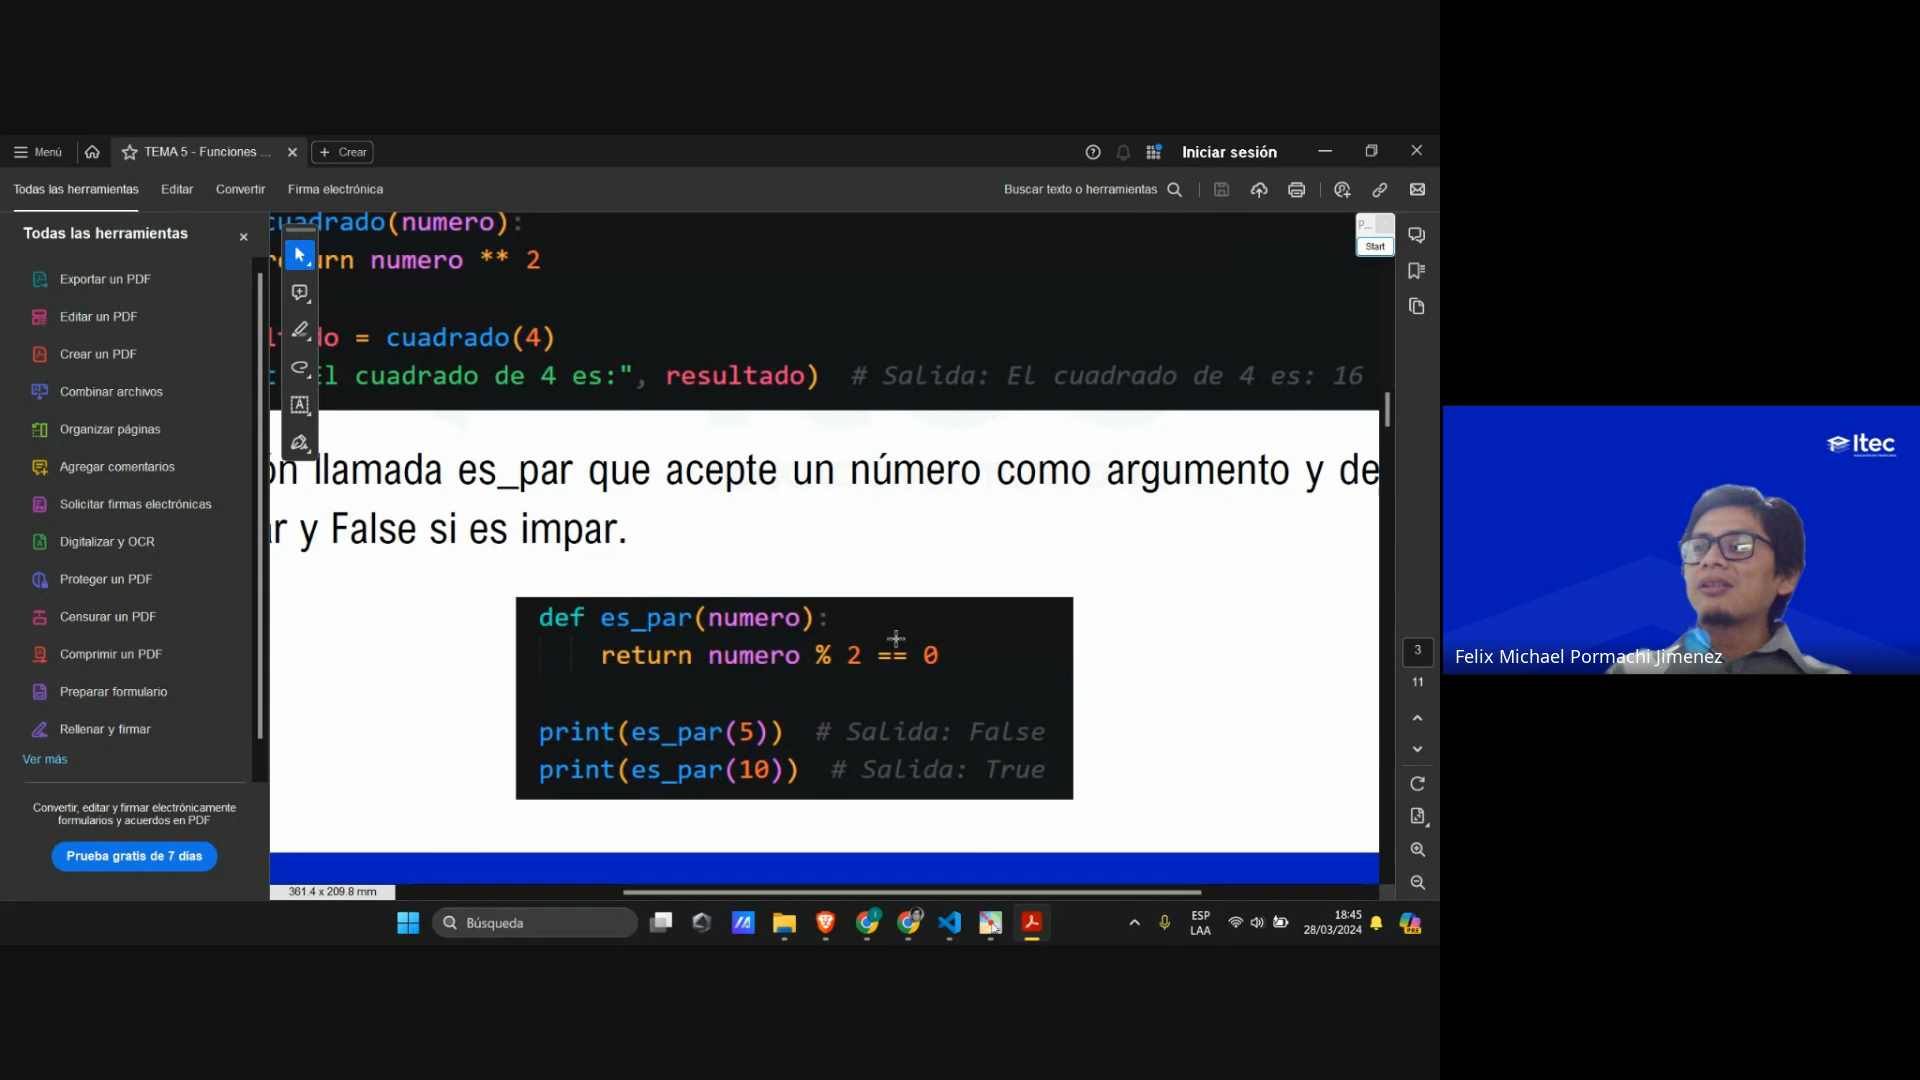 Menú
TEMA 5 - Funciones ...
Crear
Iniciar sesión
Todas las herramientas
Editar
Convertir
Firma electrónica
Buscar texto o herramientas
Todas las herramientas
Exportar un PDF
Editar un PDF
Crear un PDF
Combinar archivos
Organizar páginas
Agregar comentarios
Solicitar firmas electrónicas
Digitalizar y OCR
Proteger un PDF
Censurar un PDF
Comprimir un PDF
Preparar formulario
Rellenar y firmar
Ver más
Convertir, editar y firmar electrónicamente
formularios y acuerdos en PDF
Prueba gratis de 7 días
cuadrado(numero):
urn numero ** 2
do = cuadrado(4)
El cuadrado de 4 es:", resultado) # Salida: El cuadrado de 4 es: 16
ón llamada es_par que acepte un número como argumento y de
ar y False si es impar.
def es_par(numero):
return numero % 2 == 0
print(es_par(5)) # Salida: False
print(es_par(10)) # Salida: True
361.4 x 209.8 mm
P...
Start
3
11
Búsqueda
ESP
LAA
18:45
28/03/2024
PRE
Itec
Felix Michael Pormachi Jimenez